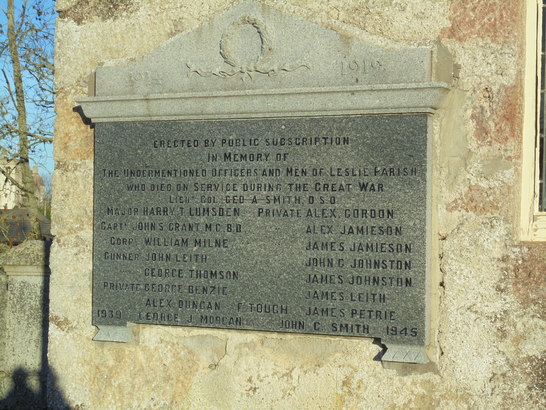 1914 1919
ERECTED BY PUBLIC SUBSCRIPTION
IN MEMORY OF
THE UNDERMENTIONED OFFICERS AND MEN OF LESLIE PARISH
WHO DIED ON SERVICE DURING THE GREAT WAR
LIEUT. COL. GEO A SMITH, D.S.O.
MAJOR HARRY T. LUMSDEN PRIVATE ALEX. GORDON
CAPT. JOHN S. GRANT M.C. B.D. ALEX JAMIESON
CORP. WILLIAM MILNE JAMES JAMIESON
GUNNER JOHN LEITH JOHN G JOHNSTON
GEORGE THOMSON JAMES JOHNSTON
PRIVATE GEORGE BENZIE JAMES LEITH
ALEX DUNCAN F. TOUCH JAMES PETRIE
1939 GEORGE J. MORGAN JOHN C. SMITH 1945